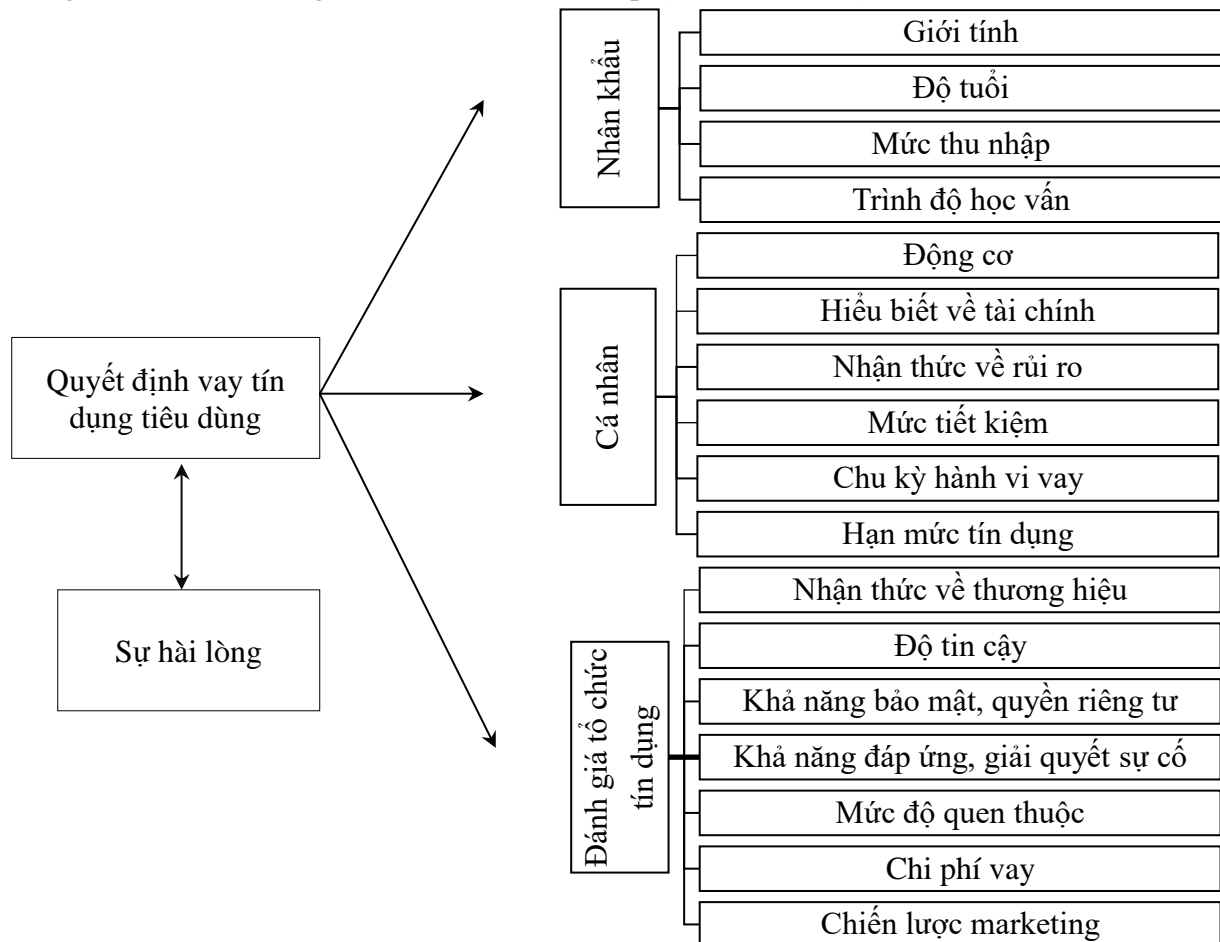 Giới tính
Độ tuổi
Mức thu nhập
Trình độ học vấn
Nhân khẩu
Động cơ
Hiểu biết về tài chính
Nhận thức về rủi ro
Mức tiết kiệm
Chu kỳ hành vi vay
Hạn mức tín dụng
Cá nhân
Quyết định vay tín
dụng tiêu dùng
Sự hài lòng
Nhận thức về thương hiệu
Độ tin cậy
Khả năng bảo mật, quyền riêng tư
Khả năng đáp ứng, giải quyết sự cố
Mức độ quen thuộc
Chi phí vay
Chiến lược marketing
Đánh giá tổ chức
tín dụng